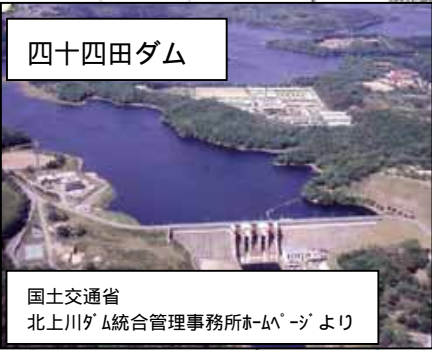 四十四田ダム
国土交通省
北上川ﾀﾞﾑ統合管理事務所ﾎｰﾑﾍﾟｰｼﾞより